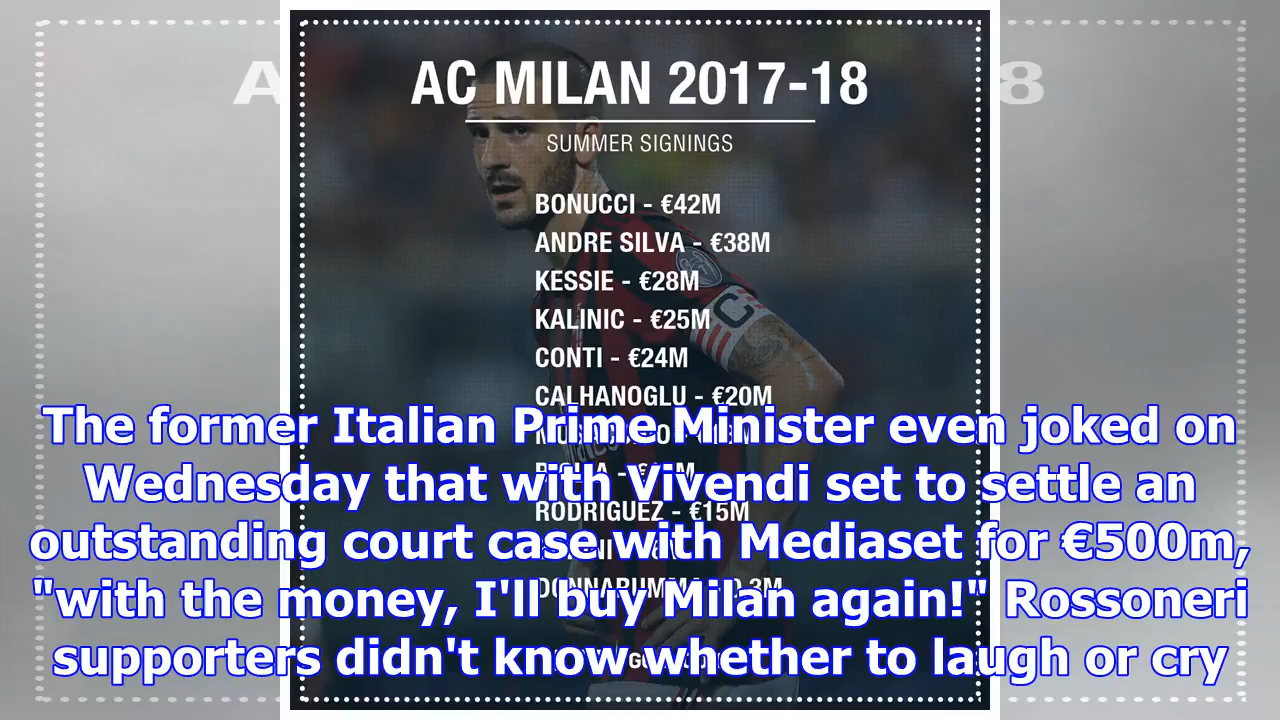 AC MILAN 2017-18
SUMMER SIGNINGS
BONUCCI - €42M
ANDRE SILVA - €38M
KESSIE - €28M
KALINIC - €25M
CONTI - €24M
CALHANOGLU - €20M
RODRIGUEZ - €15M
DONNARUMMA
The former Italian Prime Minister even joked on
Wednesday that with Vivendi set to settle an
outstanding court case with Mediaset for €500m,
"with the money, I'll buy Milan again!" Rossoneri
supporters didn't know whether to laugh or cry